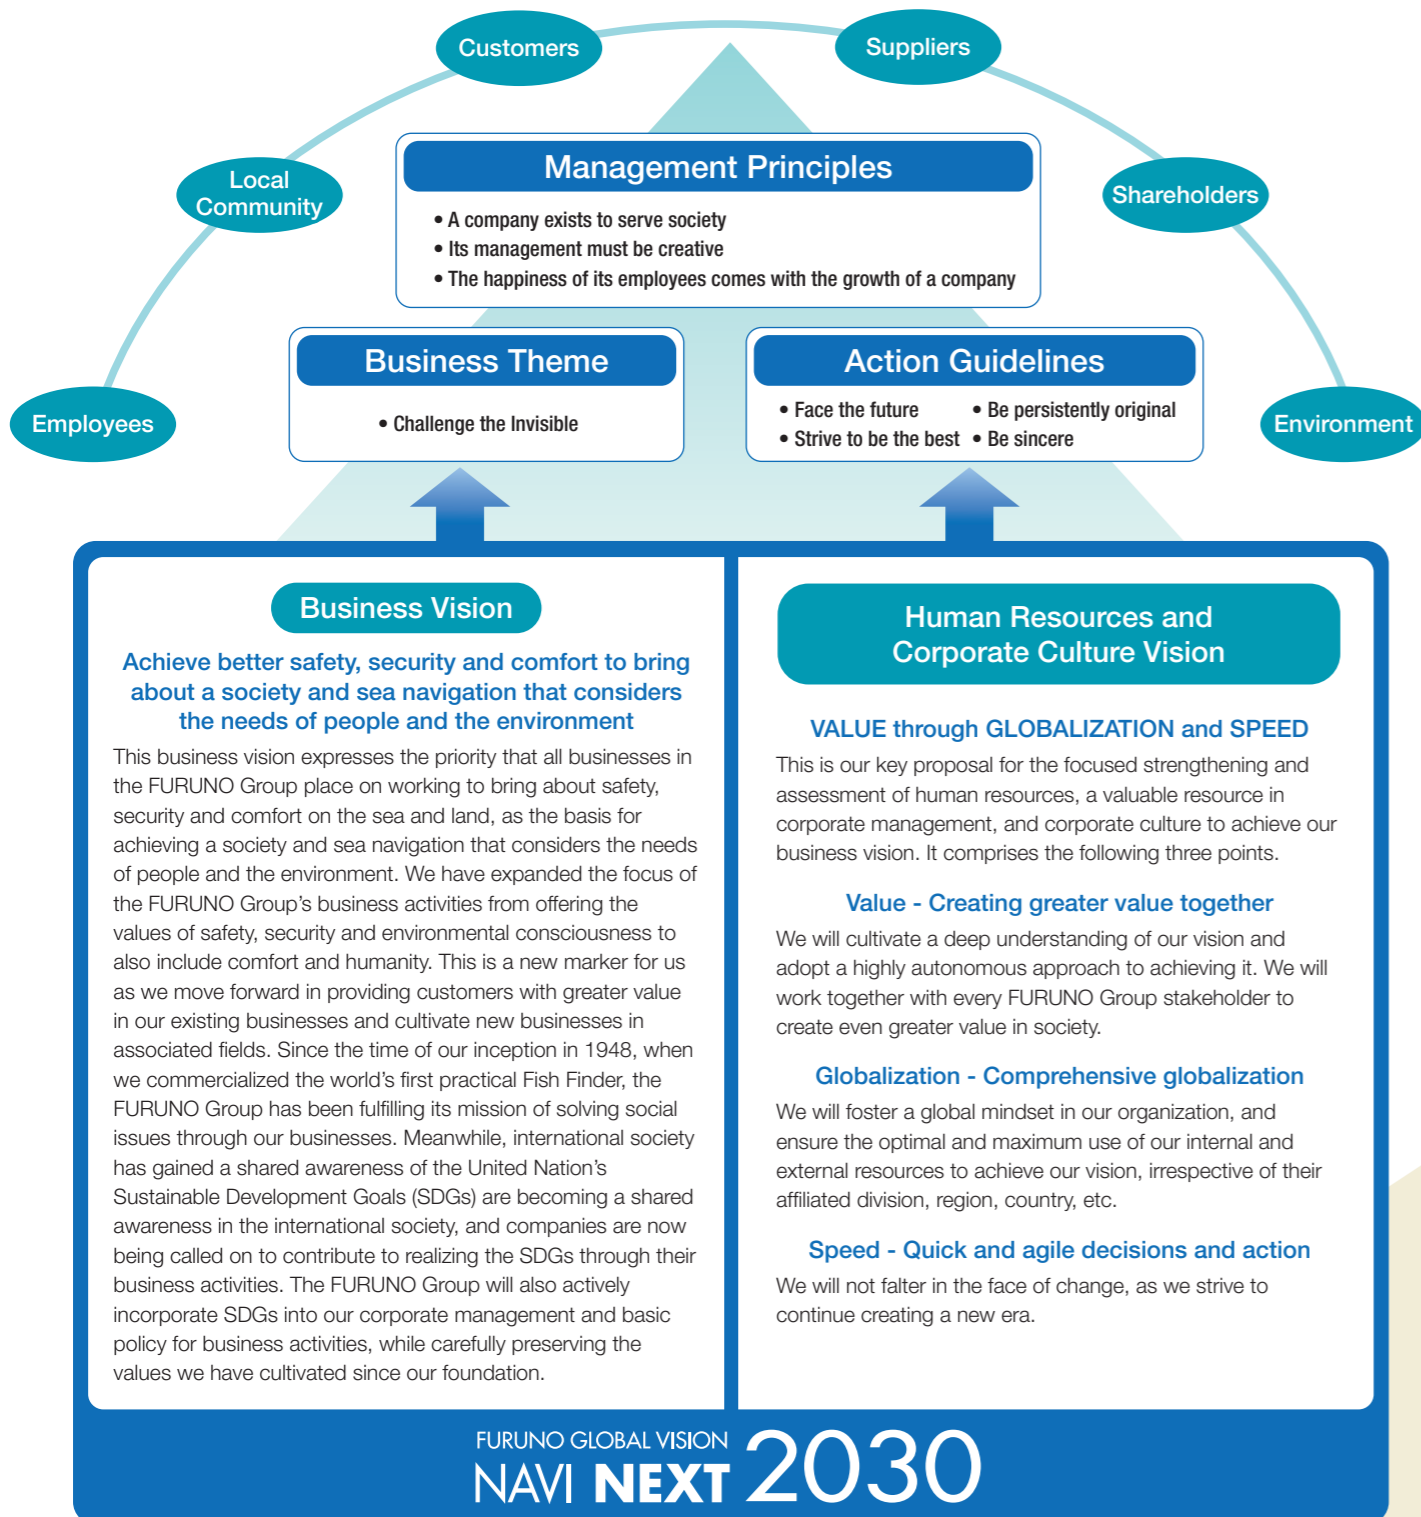 Customers
Suppliers
Local
Community
Shareholders
Employees
Environment
Management Principles
• A company exists to serve society
• Its management must be creative
• The happiness of its employees comes with the growth of a company
Business Theme
• Challenge the Invisible
Action Guidelines
• Face the future • Be persistently original
• Strive to be the best • Be sincere
Business Vision
Achieve better safety, security and comfort to bring
about a society and sea navigation that considers
the needs of people and the environment
This business vision expresses the priority that all businesses in
the FURUNO Group place on working to bring about safety,
security and comfort on the sea and land, as the basis for
achieving a society and sea navigation that considers the needs
of people and the environment. We have expanded the focus of
the FURUNO Group’s business activities from offering the
values of safety, security and environmental consciousness to
also include comfort and humanity. This is a new marker for us
as we move forward in providing customers with greater value
in our existing businesses and cultivate new businesses in
associated fields. Since the time of our inception in 1948, when
we commercialized the world’s first practical Fish Finder, the
FURUNO Group has been fulfilling its mission of solving social
issues through our businesses. Meanwhile, international society
has gained a shared awareness of the United Nation’s
Sustainable Development Goals (SDGs) are becoming a shared
awareness in the international society, and companies are now
being called on to contribute to realizing the SDGs through their
business activities. The FURUNO Group will also actively
incorporate SDGs into our corporate management and basic
policy for business activities, while carefully preserving the
values we have cultivated since our foundation.
Human Resources and
Corporate Culture Vision
VALUE through GLOBALIZATION and SPEED
This is our key proposal for the focused strengthening and
assessment of human resources, a valuable resource in
corporate management, and corporate culture to achieve our
business vision. It comprises the following three points.
Value - Creating greater value together
We will cultivate a deep understanding of our vision and
adopt a highly autonomous approach to achieving it. We will
work together with every FURUNO Group stakeholder to
create even greater value in society.
Globalization - Comprehensive globalization
We will foster a global mindset in our organization, and
ensure the optimal and maximum use of our internal and
external resources to achieve our vision, irrespective of their
affiliated division, region, country, etc.
Speed - Quick and agile decisions and action
We will not falter in the face of change, as we strive to
continue creating a new era.
FURUNO GLOBAL VISION
NAVI NEXT 2030